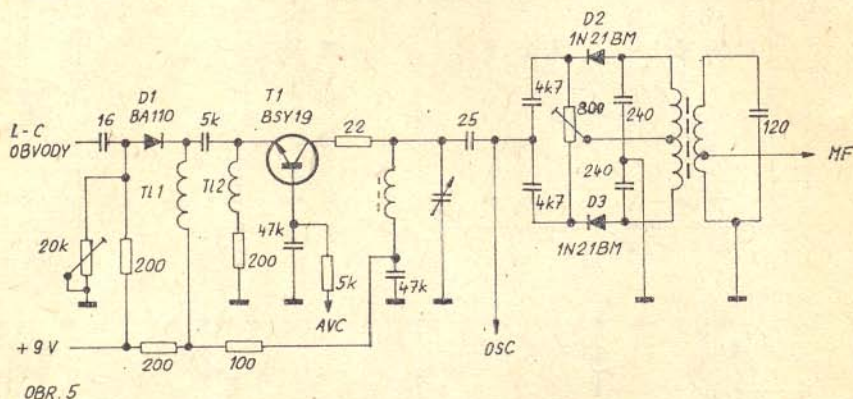 D2
1N21BM
D1
BA110
T1
BSY19
4k7
800
240
120
L-C
OBVODY
16
5k
22
25
MF
Tl1
Tl2
240
4k7
D3
1N21BM
20k
200
200
47k
5k
47k
AVC
OSC
+9V
200
100
OBR. 5